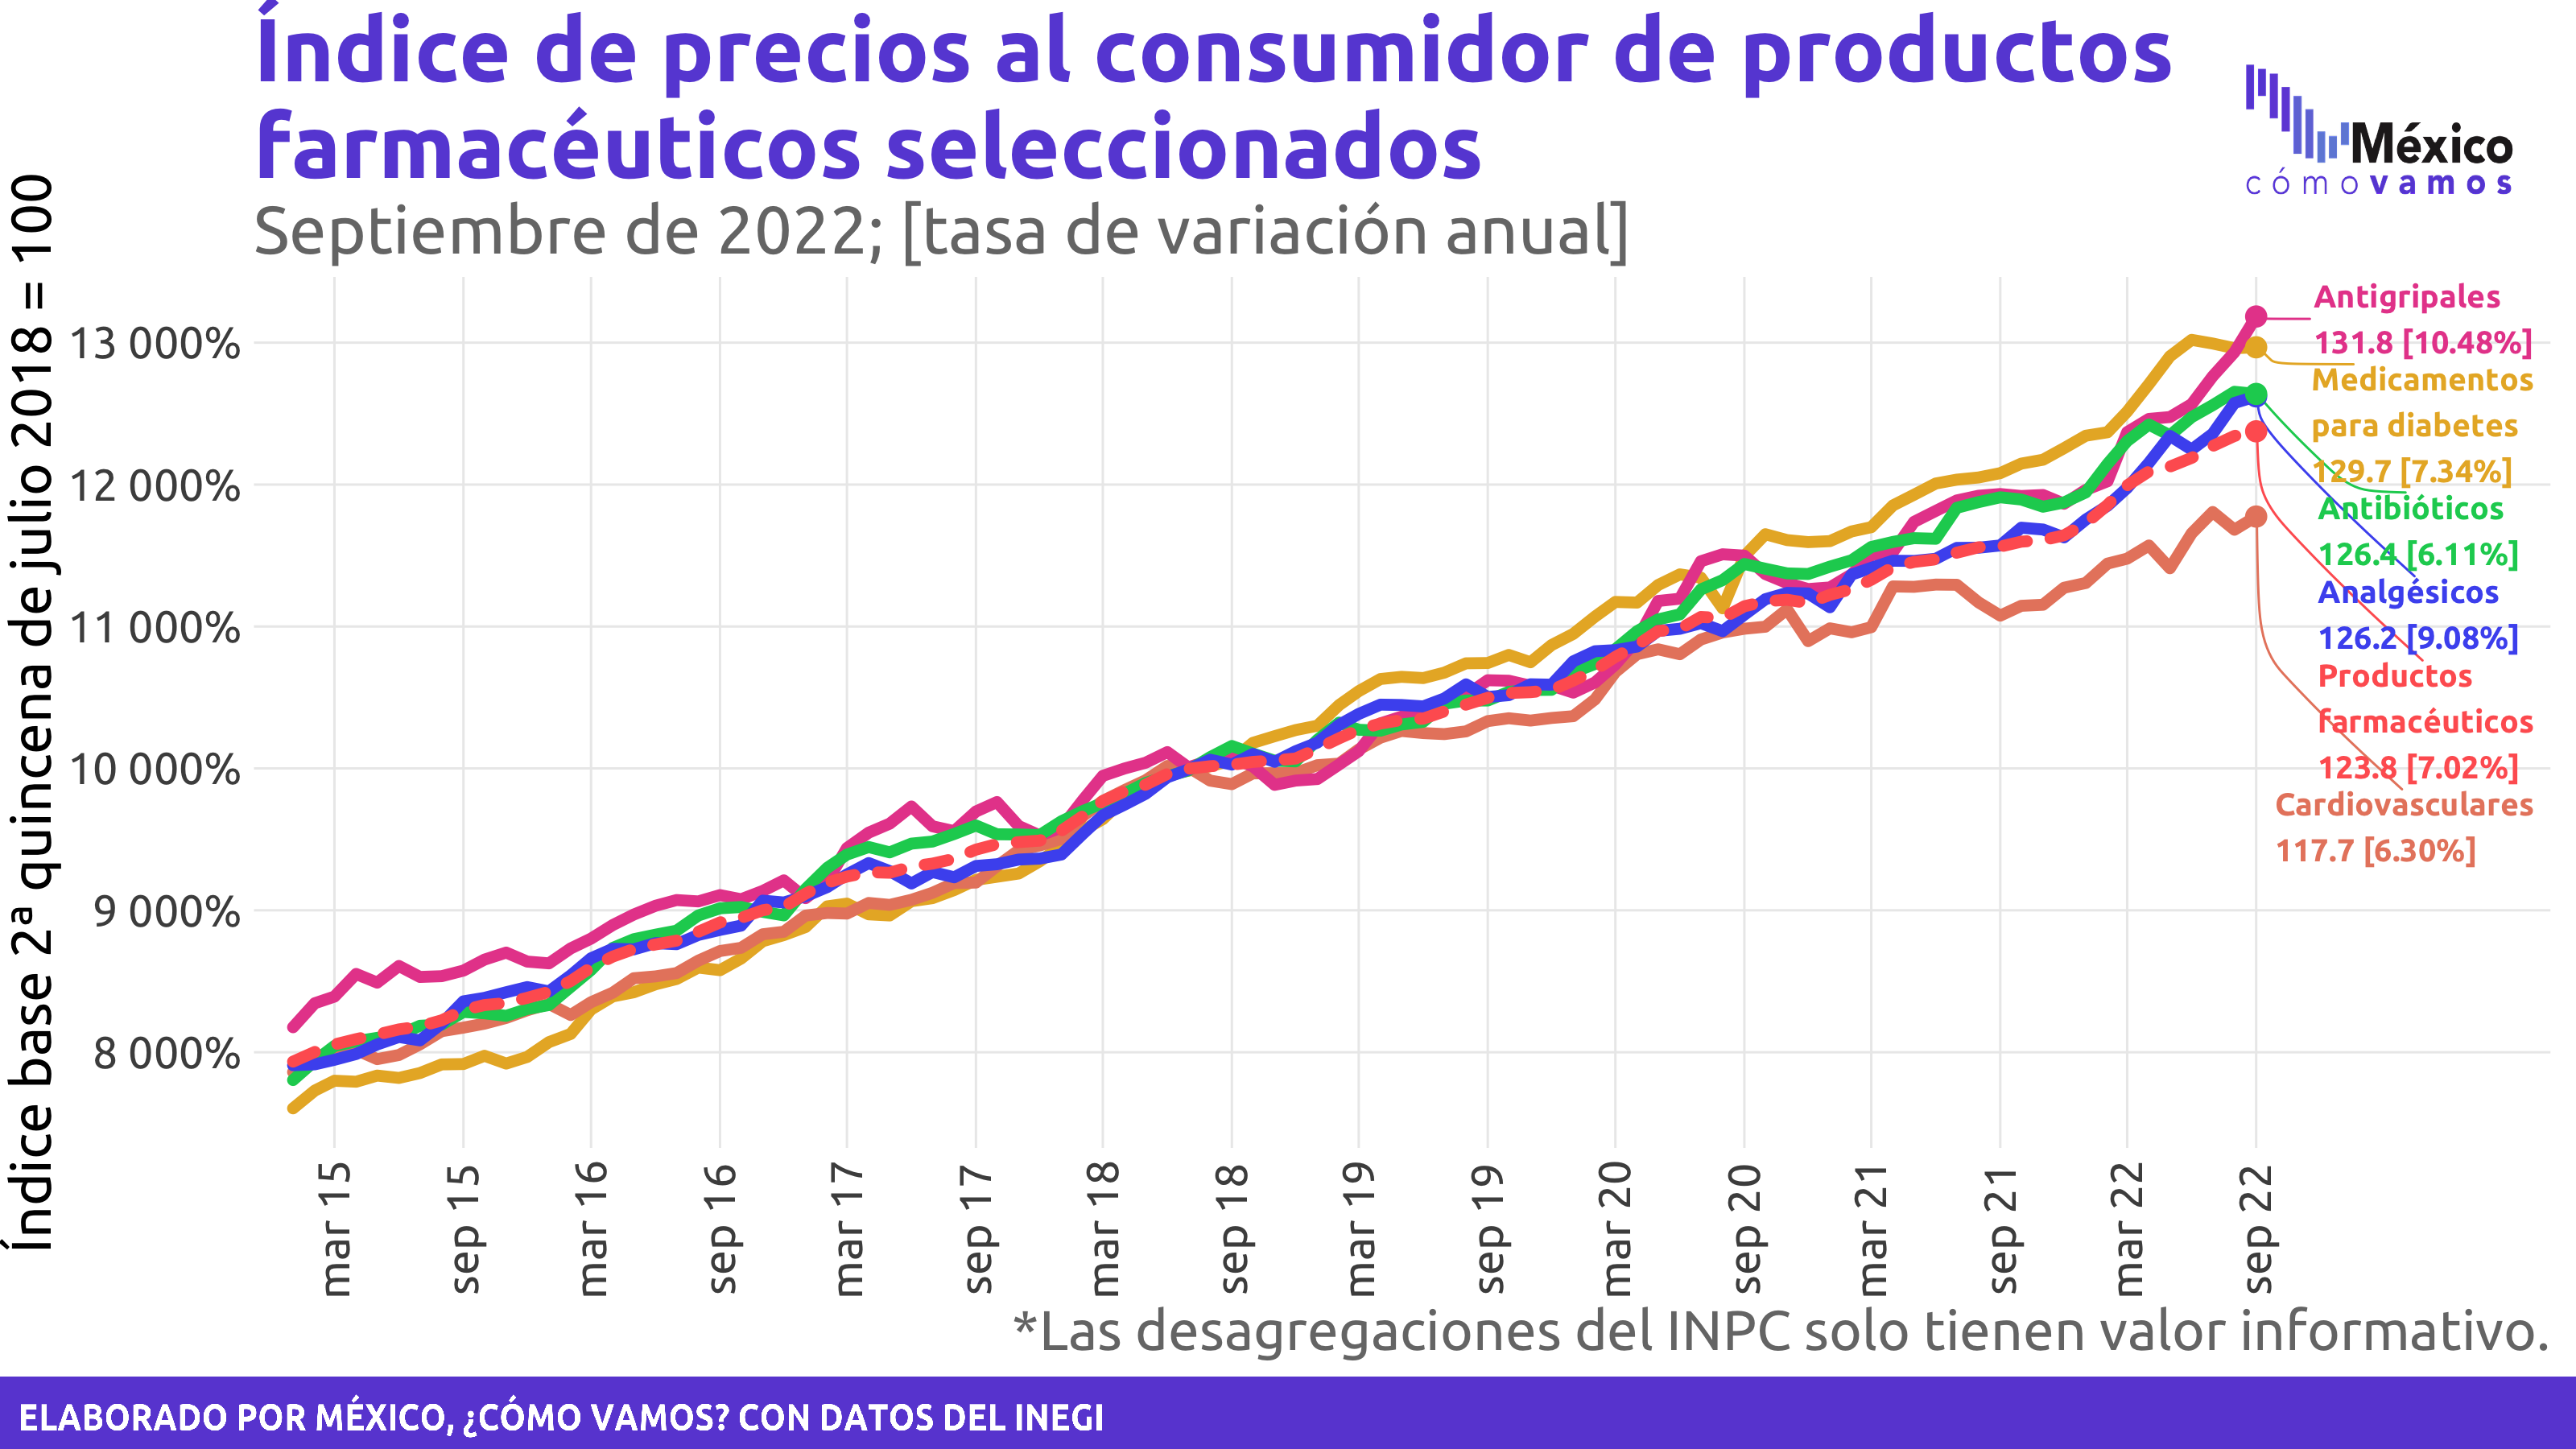 Índice de precios al consumidor de productos
farmacéuticos seleccionados
Septiembre de 2022; [tasa de variación anual]
México
cómo vamos
Índice base 2ª quincena de julio 2018 = 100
13 000%
12 000%
11 000%
10 000%
9 000%
8 000%
Antigripales
131.8 [10.48%]
Medicamentos
para diabetes
129.7 [7.34%]
Antibióticos
126.4 [6.11%]
Analgésicos
126.2 [9.08%]
Productos
farmacéuticos
123.8 [7.02%]
Cardiovasculares
117.7 [6.30%]
mar 15
sep 15
mar 16
sep 16
mar 17
sep 17
mar 18
sep 18
mar 19
sep 19
mar 20
sep 20
mar 21
sep 21
mar 22
sep 22
*Las desagregaciones del INPC solo tienen valor informativo.
ELABORADO POR MÉXICO, ¿CÓMO VAMOS? CON DATOS DEL INEGI